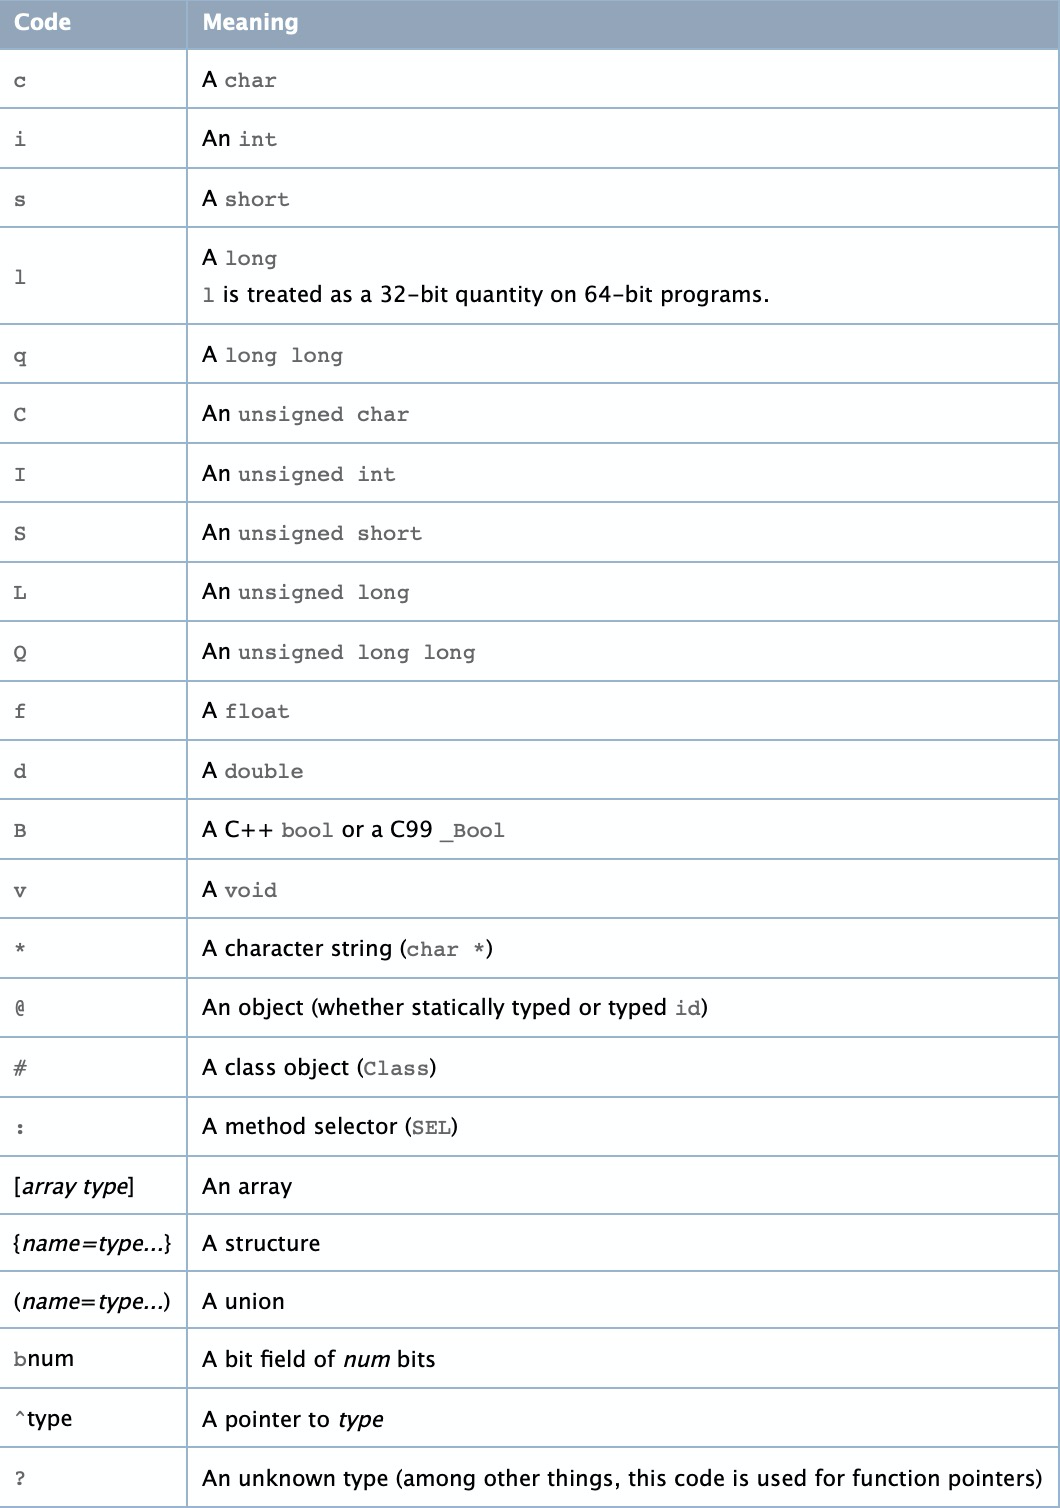 Code Meaning
c A char
i An int
s A short
l A long
l is treated as a 32-bit quantity on 64-bit programs.
q A long long
C An unsigned char
I An unsigned int
S An unsigned short
L An unsigned long
Q An unsigned long long
f A float
d A double
B A C++ bool or a C99 _Bool
v A void
* A character string (char *)
@ An object (whether statically typed or typed id)
# A class object (Class)
: A method selector (SEL)
[array type] An array
{name=type...} A structure
(name=type...) A union
bnum A bit field of num bits
^type A pointer to type
? An unknown type (among other things, this code is used for function pointers)